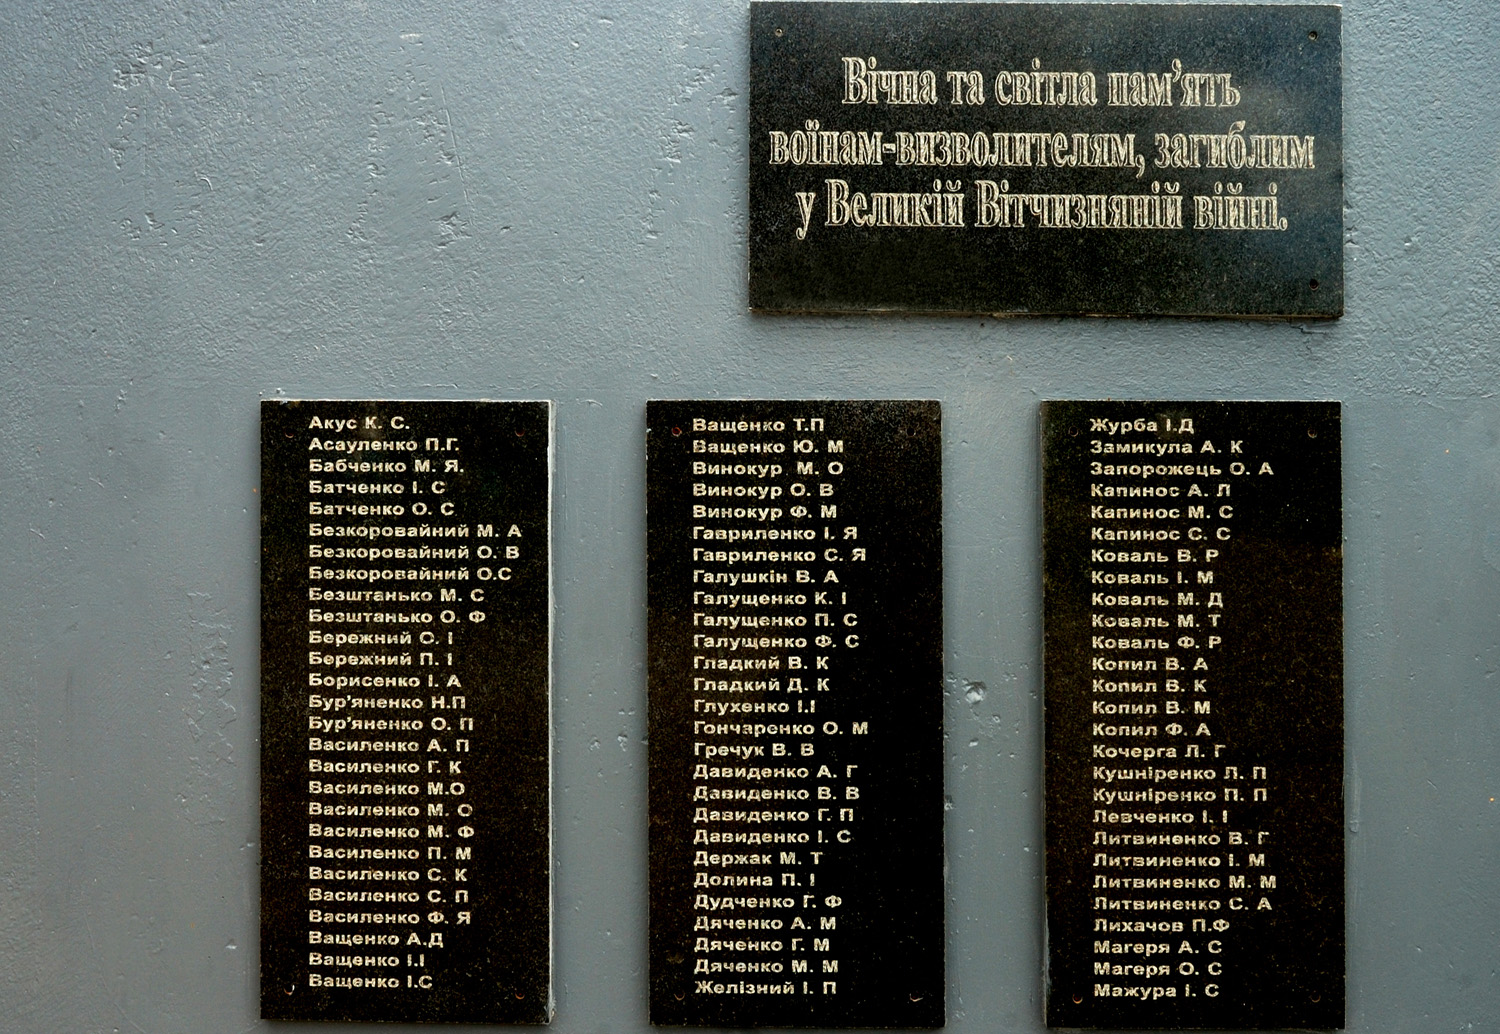 Вічна та світла пам'ять
воїнам-визволителям, загиблим
у Великій Вітчизняній війні.
Акус К. С.
Асауленко П.Г.
Бабченко М. Я.
Батченко І. С
Батченко О. С
Безкоровайний М. А
Безкоровайний О. В
Безкоровайний О.С
Безштанько М. С
Безштанько О. Ф
Бережний О. І
Бережний П. І
Борисенко І. А
Бур'яненко Н.П
Бур'яненко О. П
Василенко А. П
Василенко Г. К
Василенко М.О
Василенко М. О
Василенко М. Ф
Василенко П. М
Василенко С. К
Василенко С. П
Василенко Ф. Я
Ващенко А.Д
Ващенко І.І
Ващенко І.С
Ващенко Т.П
Ващенко Ю. М
Винокур М. О
Винокур О. В
Винокур Ф. М
Гавриленко І. Я
Гавриленко С. Я
Галушкін В. А
Галущенко К. І
Галущенко П. С
Галущенко Ф. С
Гладкий В. К
Гладкий Д. К
Глухенко І.І
Гончаренко О. М
Гречук В. В
Давиденко А. Г
Давиденко В. В
Давиденко Г. П
Давиденко І. С
Держак М. Т
Долина П. І
Дудченко Г. Ф
Дяченко А. М
Дяченко Г. М
Дяченко М. М
Желізний І. П
Журба І.Д
Замикула А. К
Запорожець О. А
Капинос А. Л
Капинос М. С
Капинос С. С
Коваль В. Р
Коваль І. М
Коваль М. Д
Коваль М. Т
Коваль Ф. Р
Копил В. А
Копил В. К
Копил В. М
Копил Ф. А
Кочерга Л. Г
Кушніренко Л. П
Кушніренко П. П
Левченко І. І
Литвиненко В. Г
Литвиненко І. М
Литвиненко М. М
Литвиненко С. А
Лихачов П.Ф
Магеря А. С
Магеря О. С
Мажура І. С